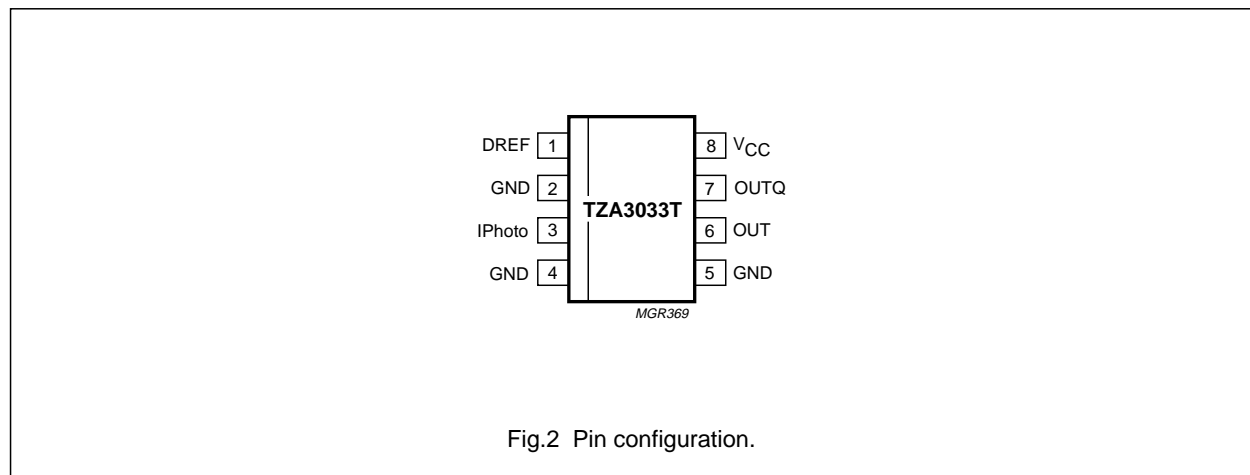 DREF 1 8 VCC
GND 2 7 OUTQ
TZA3033T
IPhoto 3 6 OUT
GND 4 5 GND
MGR369
Fig.2 Pin configuration.